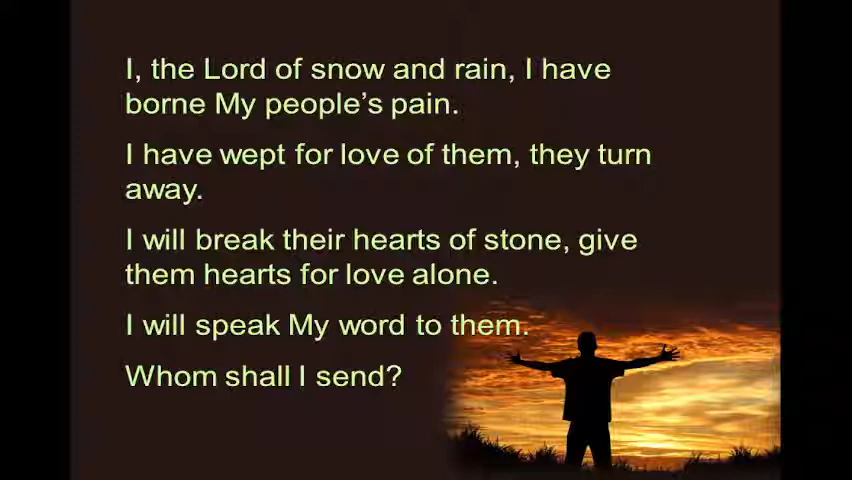 I, the Lord of snow and rain, I have
borne My people's pain.
I have wept for love of them, they turn
away.
I will break their hearts of stone, give
them hearts for love alone.
I will speak My word to them.
Whom shall I send?